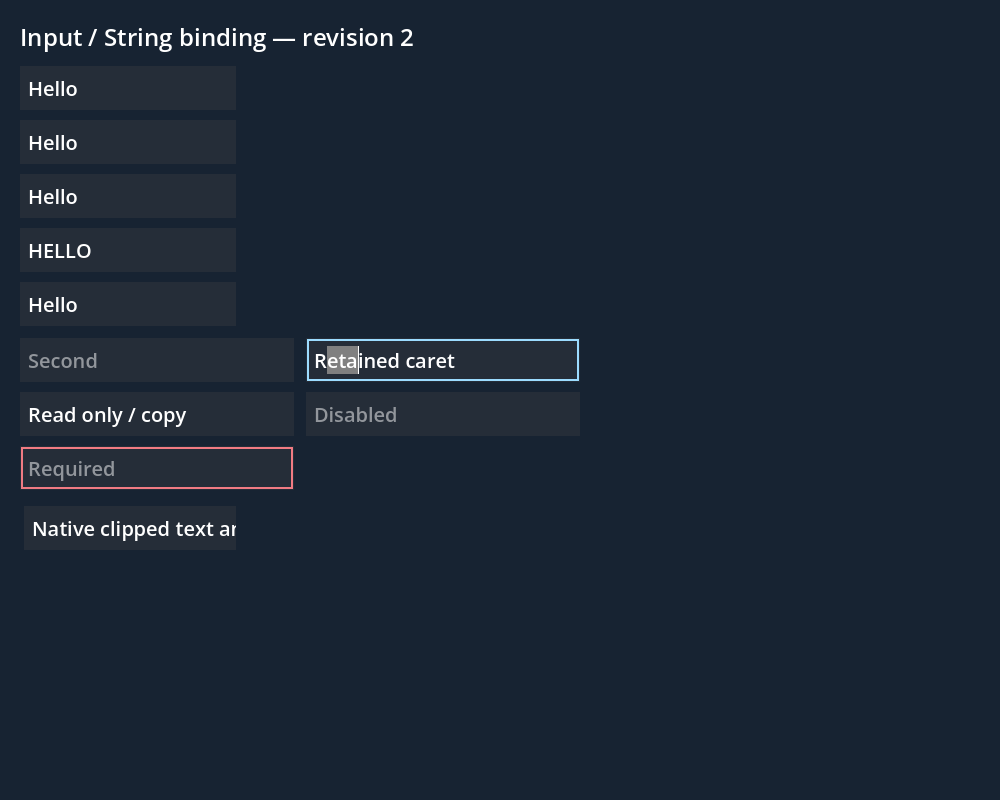 Input / String binding — revision 2
Hello
Hello
Hello
HELLO
Hello
Second
Retained caret
Read only / copy
Disabled
Required
Native clipped text